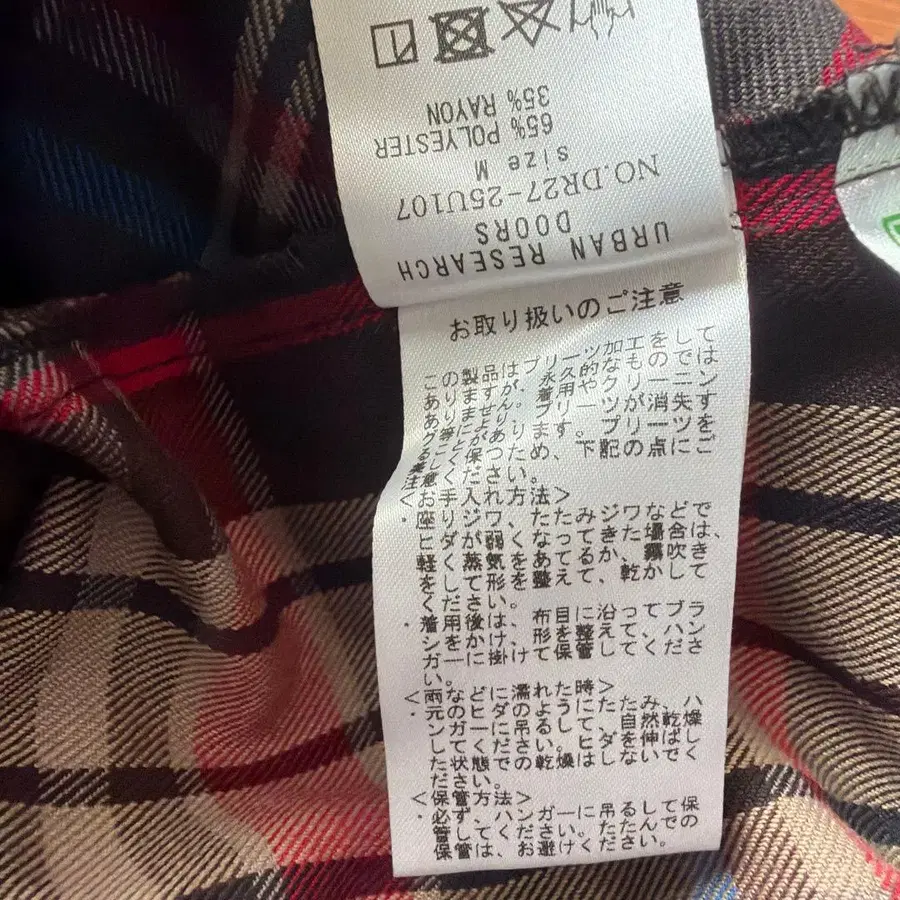 URBAN RESEARCH
DOORS
NO.DR27-25U107
size M
65% POLYESTER
35% RAYON
お取り扱いのご注意
この製品はプリーツ加工をして
ありますが、永久的なものでは
ありません。着用やクリーニン
グ等により、プリーツが消失す
ることがあります。プリーツを
美しく保つため、下記の点にご
注意ください。
<お手入れ方法>
・座りジワ、たたみジワなどで
ヒダが弱くなってきた場合は、
軽く蒸気をあてるか、霧吹き
をして形を整えて、乾かして
ください。
・着用後は、布目に沿ってブラ
シをかけ、形を整えて、ハン
ガーに掛けて保管してくださ
い。
<雨などに濡れた時>
・元のヒダのようにたたみ、ハ
ンガーに吊るして、自然乾燥
してください。ヒダを伸ばし
た状態での乾燥はしないでく
ださい。
<保管方法>
・必ず、ハンガーに吊るして保
管してください。たたんでの
保管は、お避けください。